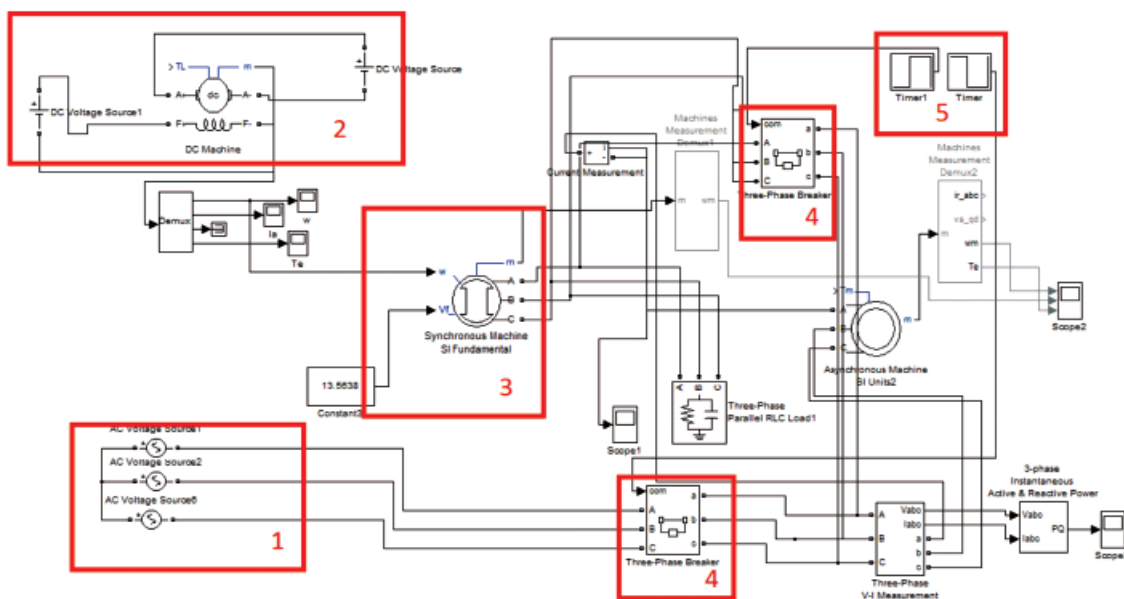 DC Voltage Source
DC Voltage Source1
TL
m
A+
dc
A-
F+
F-
DC Machine
2
Demux
w
Ia
Te
Current Measurement
+
i
-
Machines
Measurement
Demux1
m
wm
com
A
B
C
a
b
c
Three-Phase Breaker
4
Timer1
Timer
5
Machines
Measurement
Demux2
m
ir_abc
va_qd
wm
Te
Scope2
w
Vf
m
A
B
C
Synchronous Machine
SI Fundamental
3
13.5638
Tm
m
A
B
C
Asynchronous Machine
SI Units2
A
B
C
Three-Phase
Parallel RLC Load1
Scope1
AC Voltage Source1
AC Voltage Source2
AC Voltage Source6
1
com
A
B
C
a
b
c
Three-Phase Breaker
4
A
B
C
Vabc
Iabc
a
b
c
Three-Phase
V-I Measurement
3-phase
Instantaneous
Active & Reactive Power
Vabc
Iabc
PQ